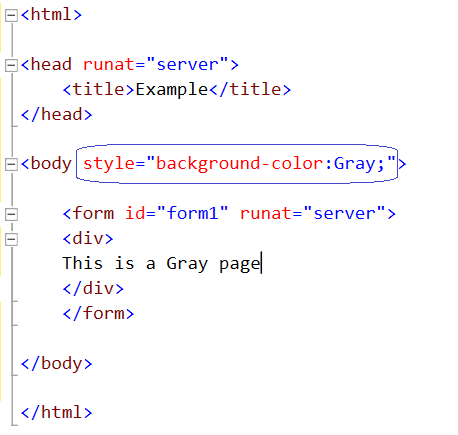 <html>
<head runat="server">
<title>Example</title>
</head>
<body style="background-color:Gray;">
<form id="form1" runat="server">
<div>
This is a Gray page
</div>
</form>
</body>
</html>